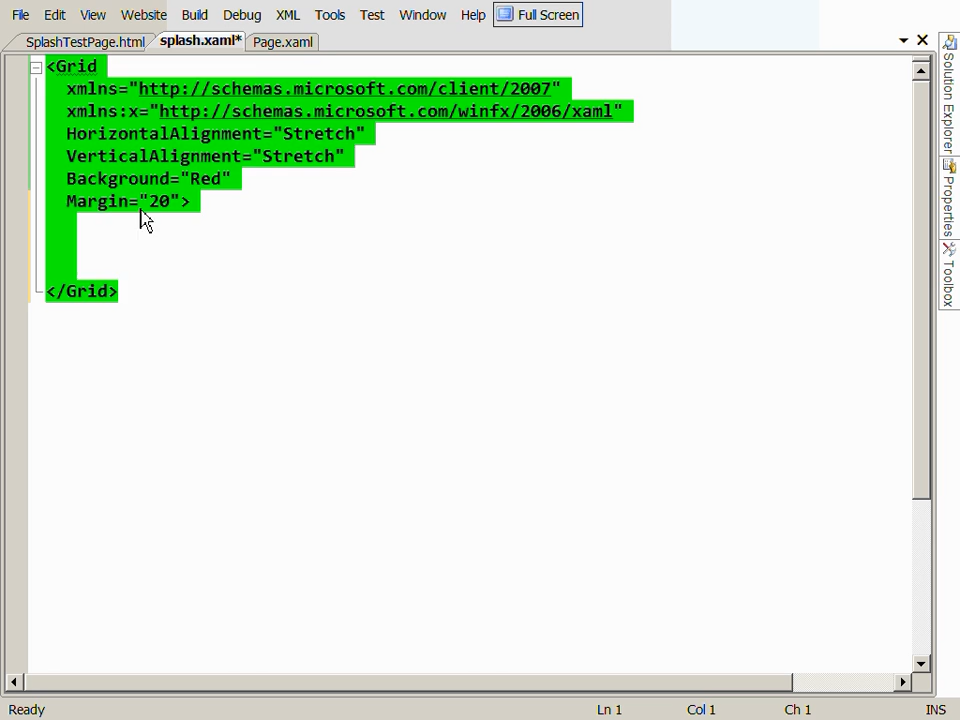 File Edit View Website Build Debug XML Tools Test Window Help Full Screen
SplashTestPage.html splash.xaml* Page.xaml
<Grid
xmlns="http://schemas.microsoft.com/client/2007"
xmlns:x="http://schemas.microsoft.com/winfx/2006/xaml"
HorizontalAlignment="Stretch"
VerticalAlignment="Stretch"
Background="Red"
Margin="20">
</Grid>
Solution Explorer
Properties
Toolbox
Ready Ln 1 Col 1 Ch 1 INS